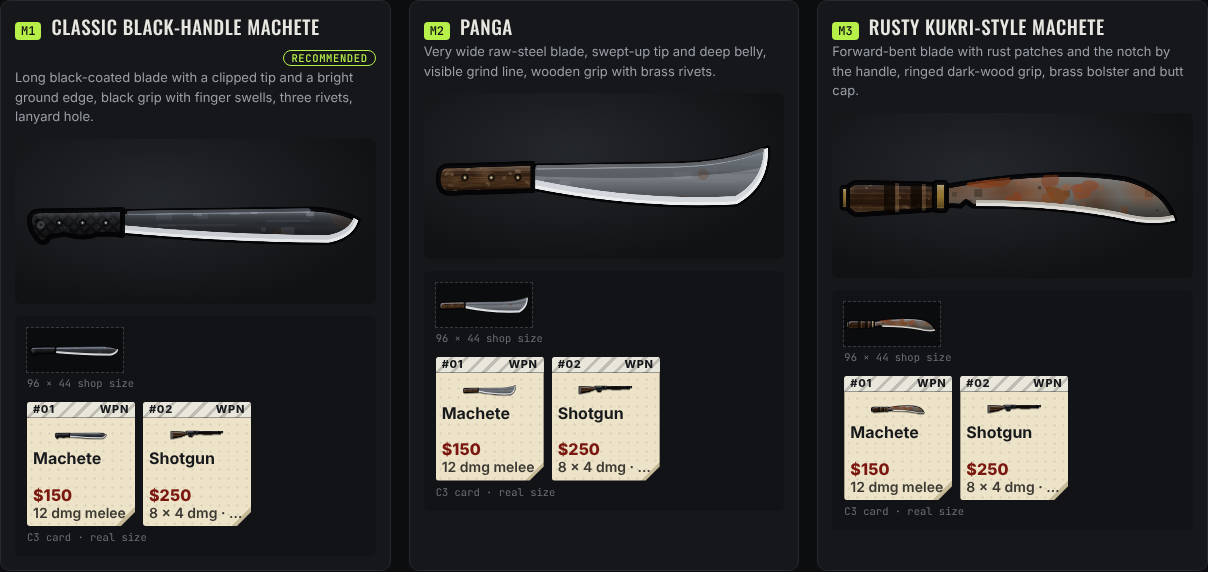 M1 CLASSIC BLACK-HANDLE MACHETE
RECOMMENDED
Long black-coated blade with a clipped tip and a bright
ground edge, black grip with finger swells, three rivets,
lanyard hole.
96 × 44 shop size
#01 WPN
Machete
$150
12 dmg melee
#02 WPN
Shotgun
$250
8 × 4 dmg · ...
C3 card · real size
M2 PANGA
Very wide raw-steel blade, swept-up tip and deep belly,
visible grind line, wooden grip with brass rivets.
96 × 44 shop size
#01 WPN
Machete
$150
12 dmg melee
#02 WPN
Shotgun
$250
8 × 4 dmg · ...
C3 card · real size
M3 RUSTY KUKRI-STYLE MACHETE
Forward-bent blade with rust patches and the notch by
the handle, ringed dark-wood grip, brass bolster and butt
cap.
96 × 44 shop size
#01 WPN
Machete
$150
12 dmg melee
#02 WPN
Shotgun
$250
8 × 4 dmg · ...
C3 card · real size